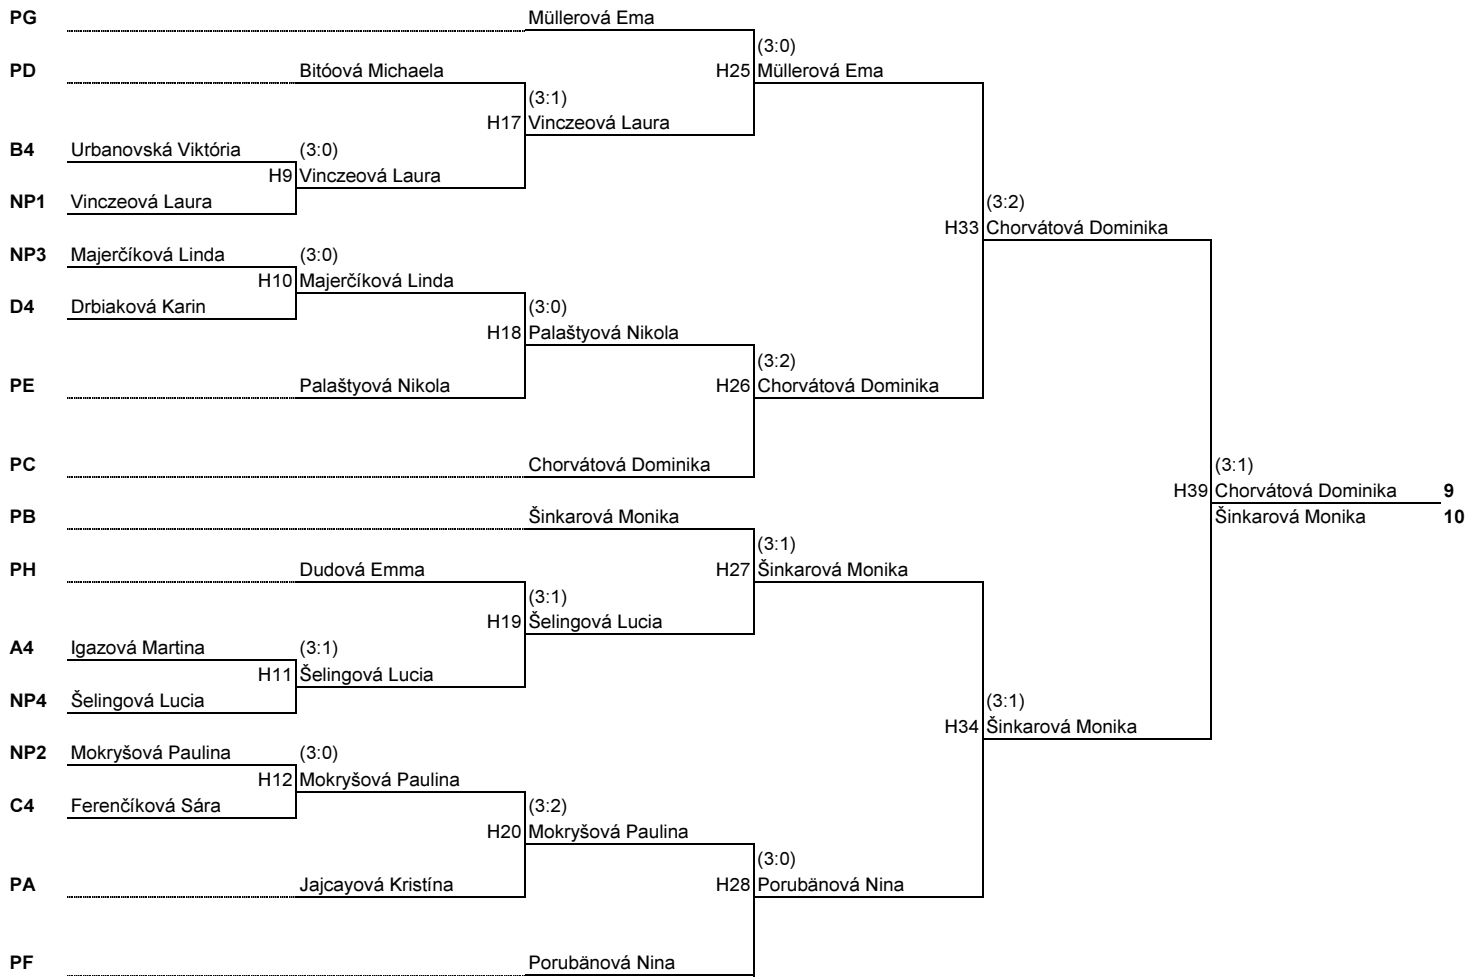 PG Müllerová Ema
(3:0)
PD Bitóová Michaela H25 Müllerová Ema
(3:1)
H17 Vinczeová Laura
B4 Urbanovská Viktória (3:0)
H9 Vinczeová Laura
NP1 Vinczeová Laura (3:2)
H33 Chorvátová Dominika
NP3 Majerčíková Linda (3:0)
H10 Majerčíková Linda
D4 Drbiaková Karin (3:0)
H18 Palaštyová Nikola
(3:2)
PE Palaštyová Nikola H26 Chorvátová Dominika
PC Chorvátová Dominika (3:1)
H39 Chorvátová Dominika 9
PB Šinkarová Monika Šinkarová Monika 10
(3:1)
PH Dudová Emma H27 Šinkarová Monika
(3:1)
H19 Šelingová Lucia
A4 Igazová Martina (3:1)
H11 Šelingová Lucia
NP4 Šelingová Lucia (3:1)
H34 Šinkarová Monika
NP2 Mokryšová Paulina (3:0)
H12 Mokryšová Paulina
C4 Ferenčíková Sára (3:2)
H20 Mokryšová Paulina
(3:0)
PA Jajcayová Kristína H28 Porubänová Nina
PF Porubänová Nina